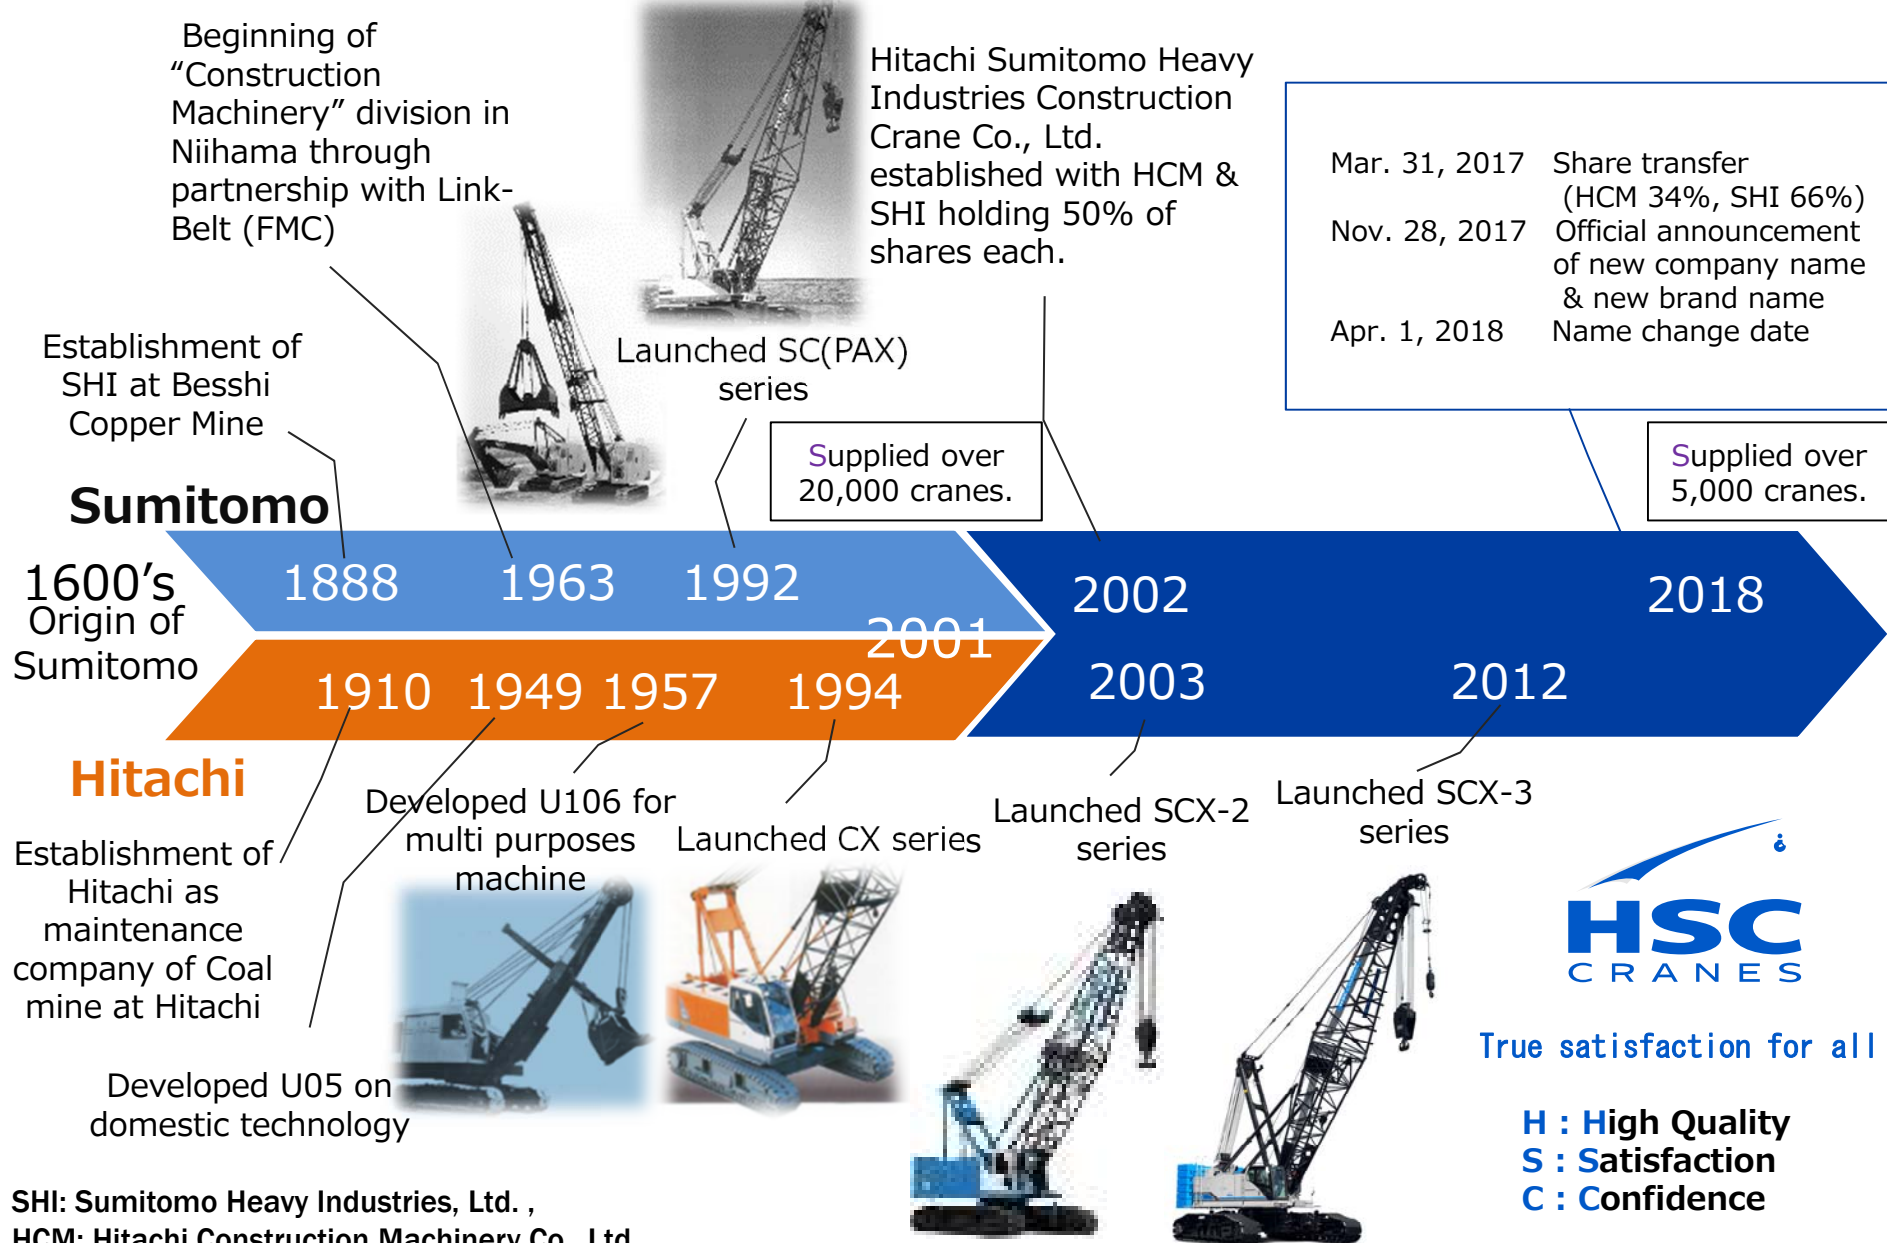 Beginning of
“Construction
Machinery” division in
Niihama through
partnership with Link-
Belt (FMC)
Hitachi Sumitomo Heavy
Industries Construction
Crane Co., Ltd.
established with HCM &
SHI holding 50% of
shares each.
Mar. 31, 2017 Share transfer
(HCM 34%, SHI 66%)
Nov. 28, 2017 Official announcement
of new company name
& new brand name
Apr. 1, 2018 Name change date
Establishment of
SHI at Besshi
Copper Mine
Launched SC(PAX)
series
Supplied over
20,000 cranes.
Supplied over
5,000 cranes.
Sumitomo
1600’s
Origin of
Sumitomo
1888
1963
1992
2001
2002
2018
1910
1949
1957
1994
2003
2012
Hitachi
Establishment of
Hitachi as
maintenance
company of Coal
mine at Hitachi
Developed U05 on
domestic technology
Developed U106 for
multi purposes
machine
Launched CX series
Launched SCX-2
series
Launched SCX-3
series
HSC
CRANES
True satisfaction for all
H : High Quality
S : Satisfaction
C : Confidence
SHI: Sumitomo Heavy Industries, Ltd. ,
HCM: Hitachi Construction Machinery Co., Ltd